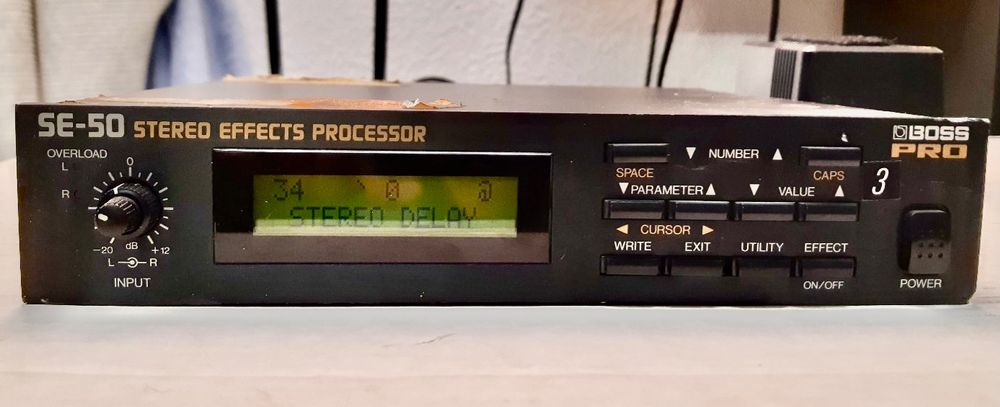 SE-50 STEREO EFFECTS PROCESSOR
BOSS
PRO
OVERLOAD
L
R
0
-20 dB +12
L R
INPUT
34 ` 0 @
STEREO DELAY
▼ NUMBER ▲
SPACE CAPS
▼PARAMETER▲ ▼ VALUE ▲
3
◀ CURSOR ▶
WRITE EXIT UTILITY EFFECT
ON/OFF
POWER